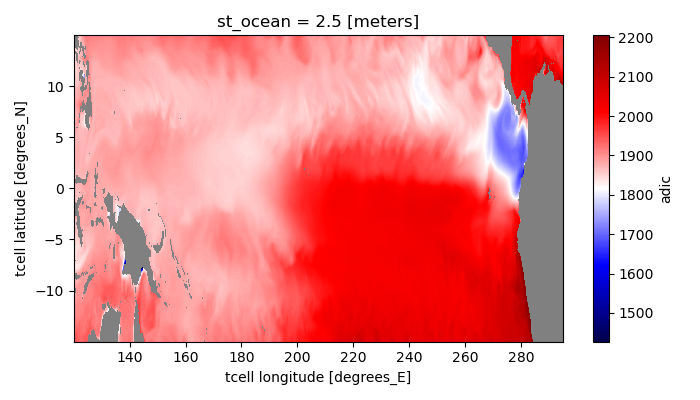 st_ocean = 2.5 [meters]
10
5
0
−5
−10
tcell latitude [degrees_N]
140 160 180 200 220 240 260 280
tcell longitude [degrees_E]
2200
2100
2000
1900
1800
1700
1600
1500
adic